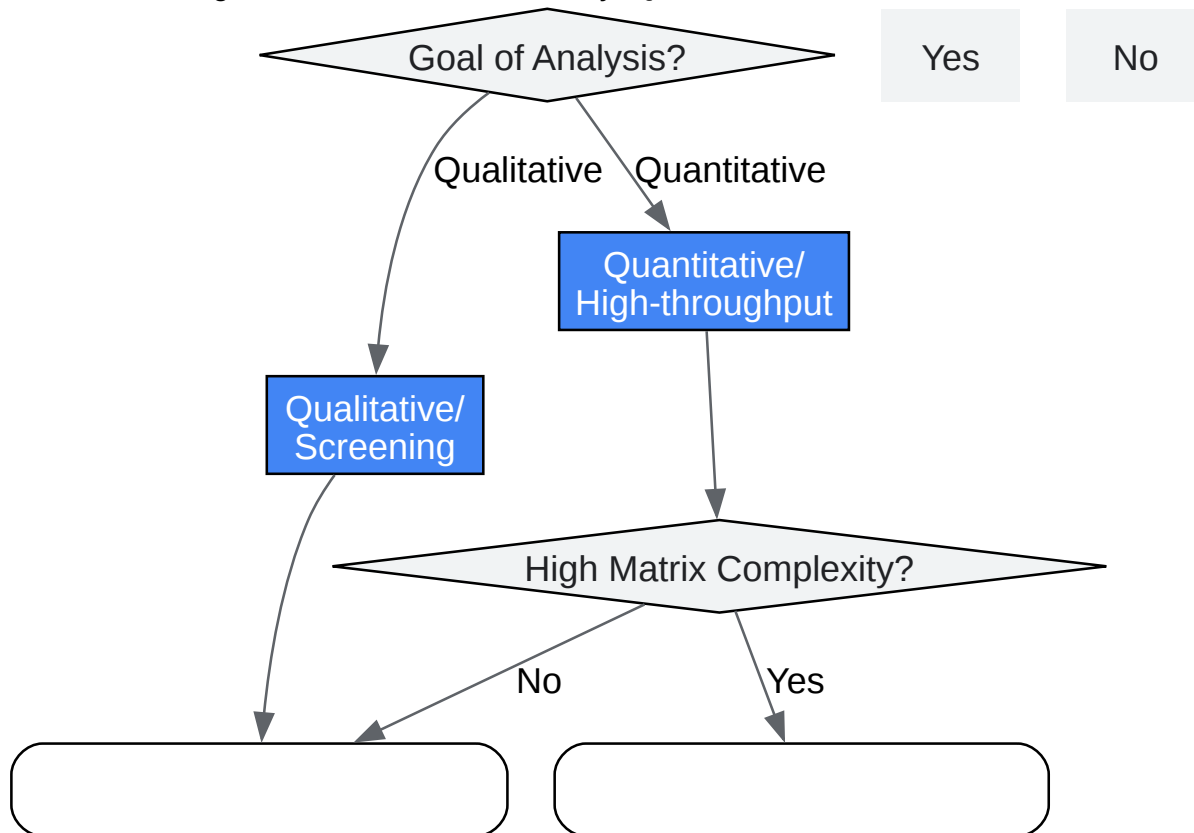 Goal of Analysis?
Yes
No
Qualitative
Quantitative
Quantitative/
High-throughput
Qualitative/
Screening
High Matrix Complexity?
No
Yes